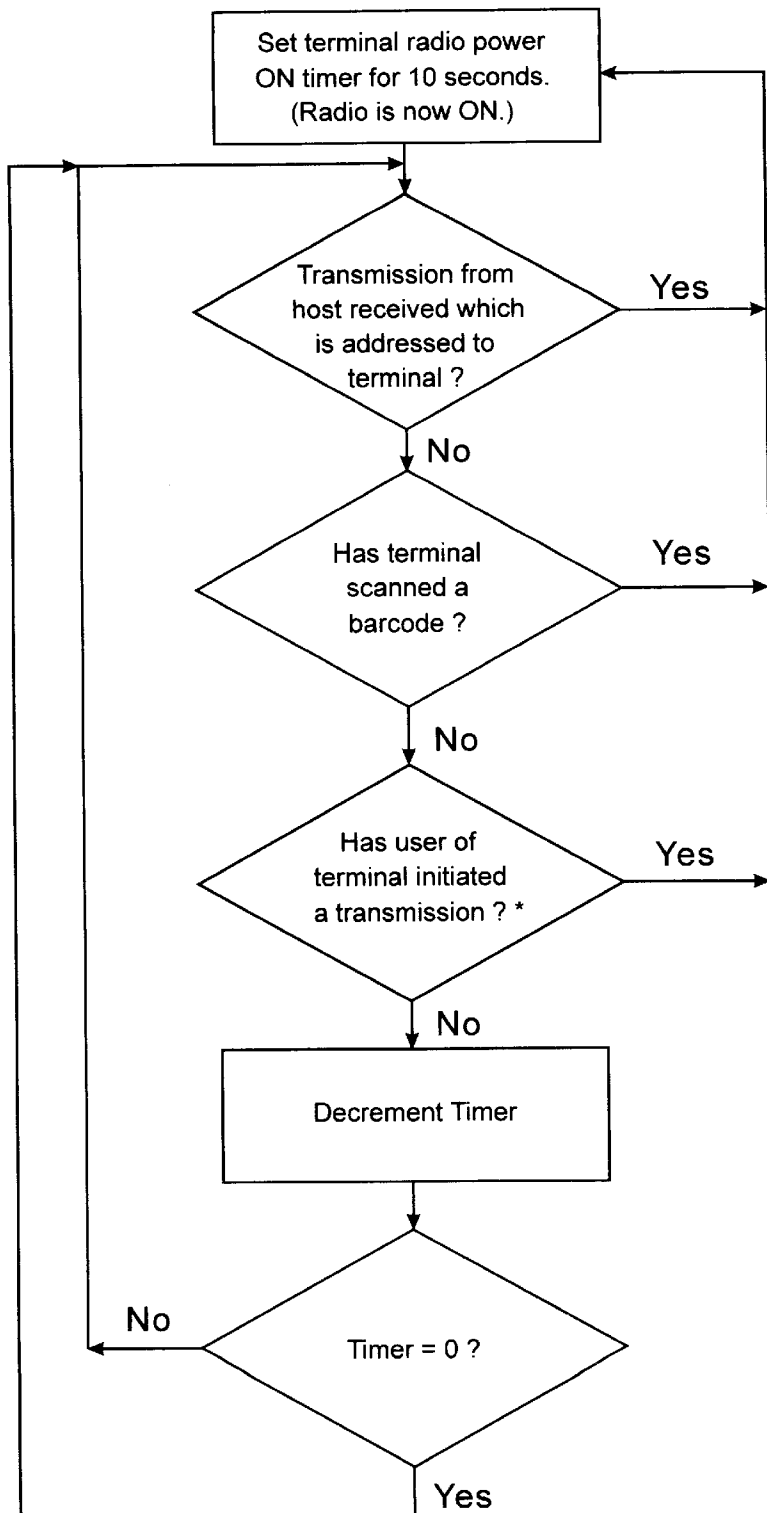 Set terminal radio power
ON timer for 10 seconds.
(Radio is now ON.)
Transmission from
host received which
is addressed to
terminal ?
Yes
No
Has terminal
scanned a
barcode ?
Yes
No
Has user of
terminal initiated
a transmission ? *
Yes
No
Decrement Timer
No
Timer = 0 ?
Yes